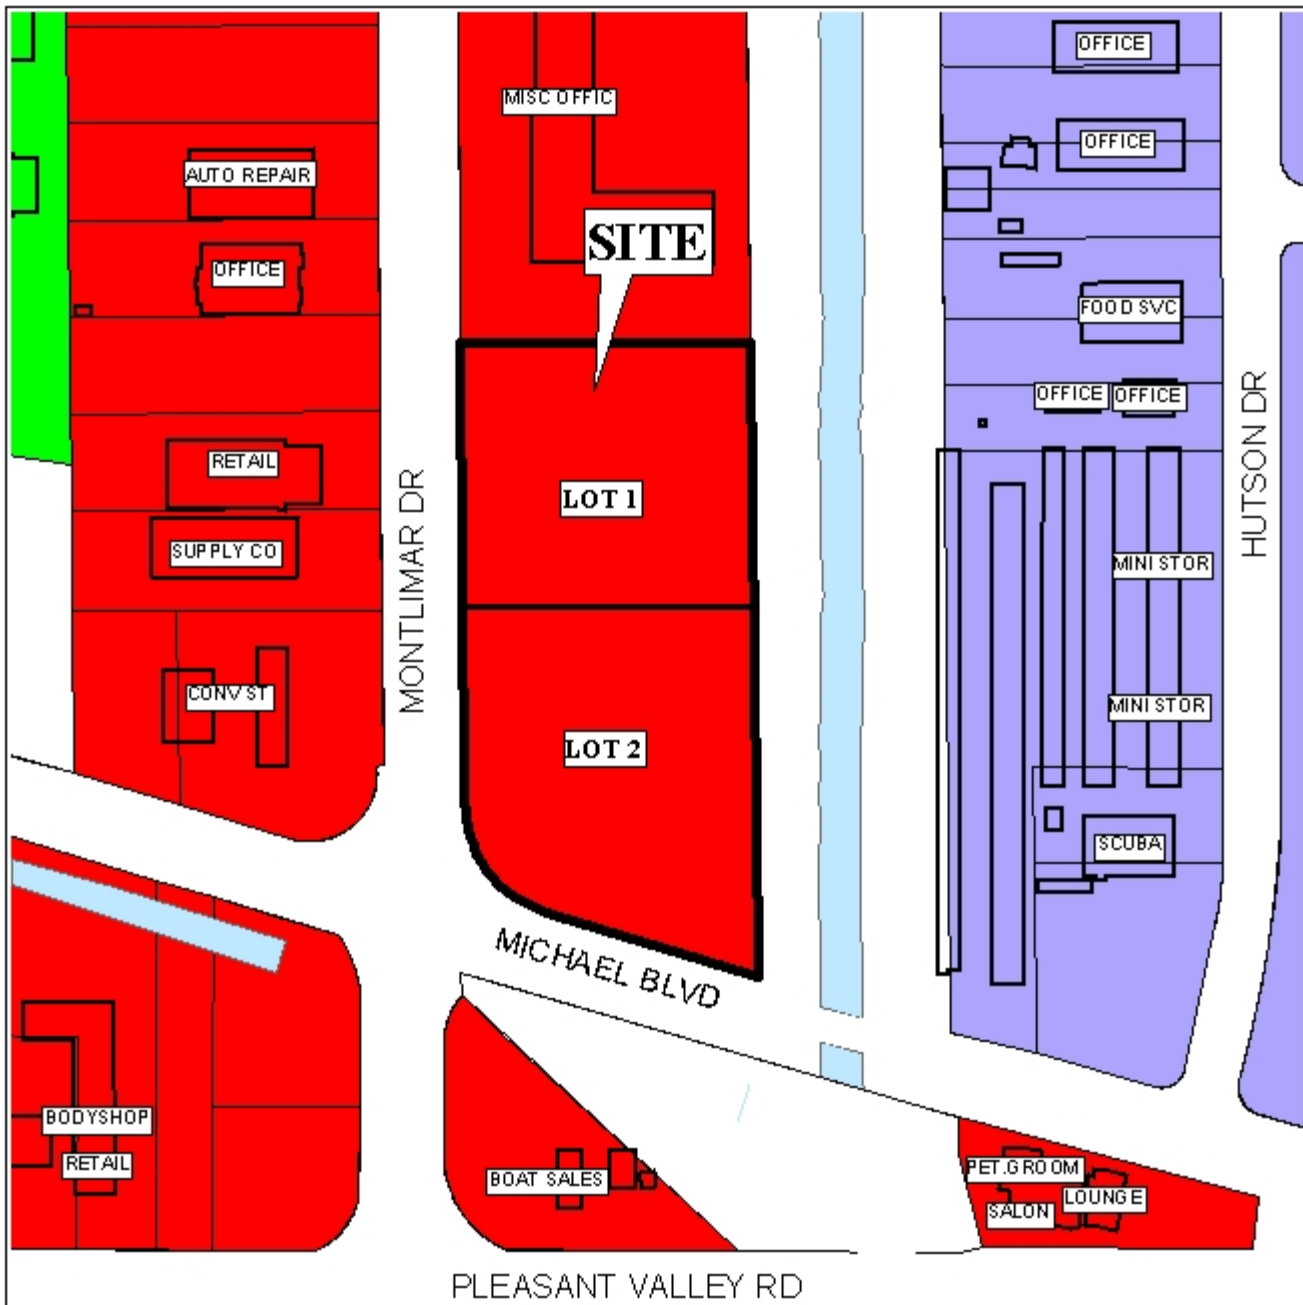 OFFICE
MISC OFFIC
OFFICE
AUTO REPAIR
SITE
OFFICE
FOOD SVC
OFFICE
OFFICE
RETAIL
LOT 1
HUTSON DR
SUPPLY CO
MONTLIMAR DR
MINI STOR
CONV ST
MINI STOR
LOT 2
SCUBA
MICHAEL BLVD
BODYSHOP
RETAIL
BOAT SALES
PET.GROOM
LOUNGE
SALON
PLEASANT VALLEY RD